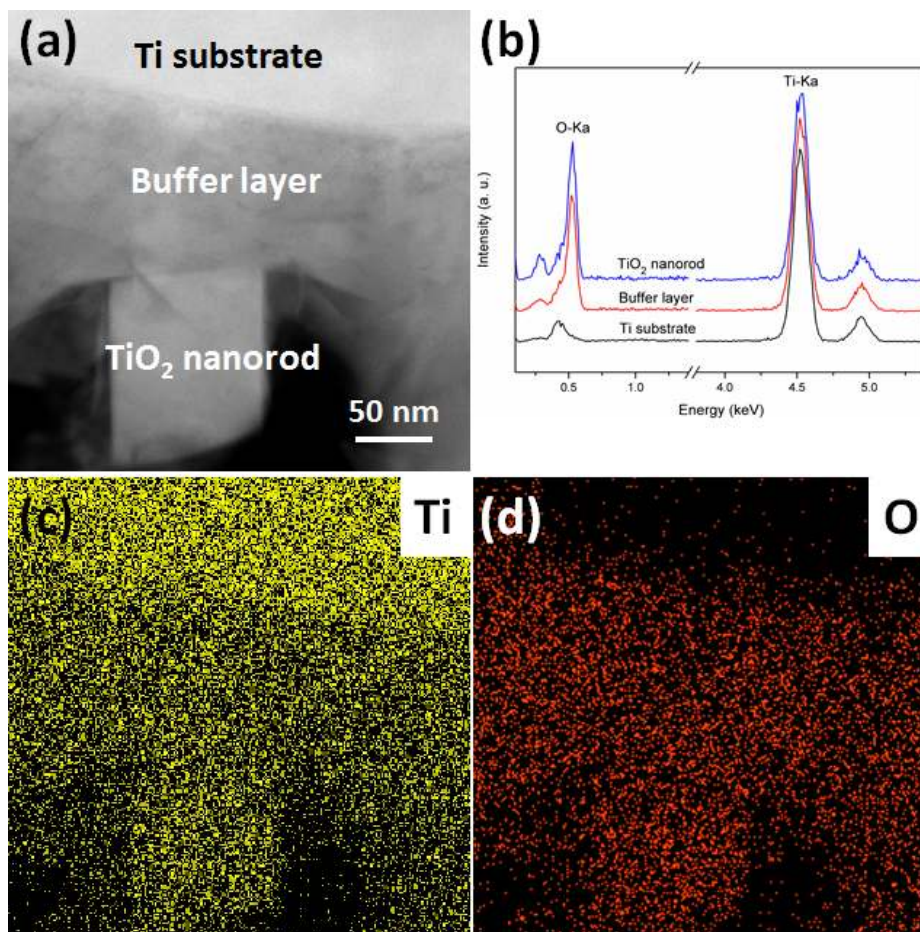 (a)
Ti substrate
Buffer layer
TiO₂ nanorod
50 nm
(b)
Ti-Ka
O-Ka
Intensity (a. u.)
TiO₂ nanorod
Buffer layer
Ti substrate
0.5 1.0 4.0 4.5 5.0
Energy (keV)
(c) Ti
(d) O